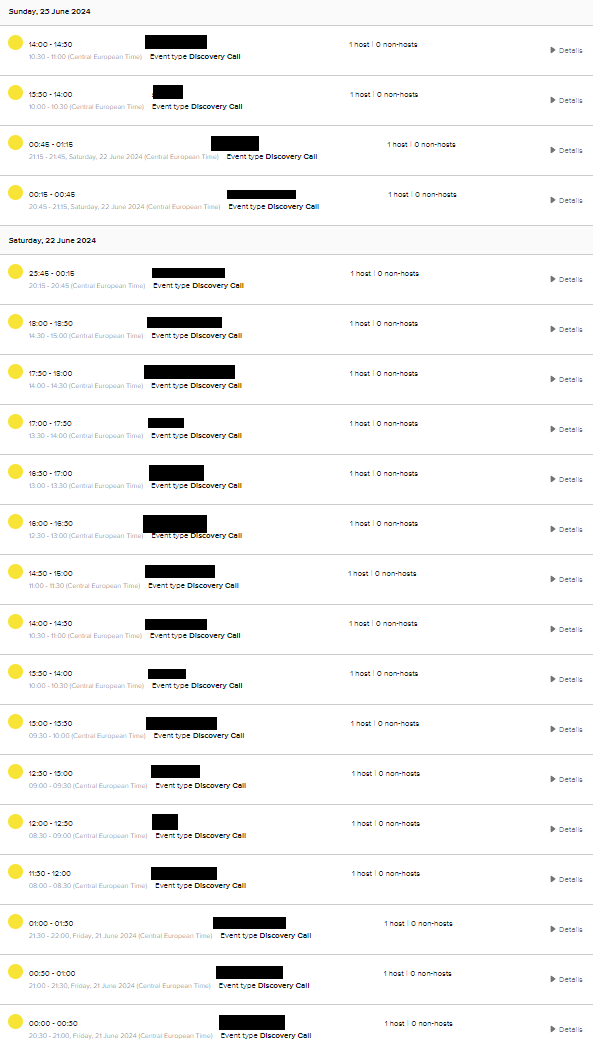 Sunday, 23 June 2024
14:00 - 14:30 1 host | 0 non-hosts
Details
10:30 - 11:00 (Central European Time) Event type Discovery Call
13:30 - 14:00 1 host | 0 non-hosts
Details
10:00 - 10:30 (Central European Time) Event type Discovery Call
00:45 - 01:15 1 host | 0 non-hosts
Details
21:15 - 21:45, Saturday, 22 June 2024 (Central European Time) Event type Discovery Call
00:15 - 00:45 1 host | 0 non-hosts
Details
20:45 - 21:15, Saturday, 22 June 2024 (Central European Time) Event type Discovery Call
Saturday, 22 June 2024
23:45 - 00:15 1 host | 0 non-hosts
Details
20:15 - 20:45 (Central European Time) Event type Discovery Call
18:00 - 18:30 1 host | 0 non-hosts
Details
14:30 - 15:00 (Central European Time) Event type Discovery Call
17:30 - 18:00 1 host | 0 non-hosts
Details
14:00 - 14:30 (Central European Time) Event type Discovery Call
17:00 - 17:30 1 host | 0 non-hosts
Details
13:30 - 14:00 (Central European Time) Event type Discovery Call
16:30 - 17:00 1 host | 0 non-hosts
Details
13:00 - 13:30 (Central European Time) Event type Discovery Call
16:00 - 16:30 1 host | 0 non-hosts
Details
12:30 - 13:00 (Central European Time) Event type Discovery Call
14:30 - 15:00 1 host | 0 non-hosts
Details
11:00 - 11:30 (Central European Time) Event type Discovery Call
14:00 - 14:30 1 host | 0 non-hosts
Details
10:30 - 11:00 (Central European Time) Event type Discovery Call
13:30 - 14:00 1 host | 0 non-hosts
Details
10:00 - 10:30 (Central European Time) Event type Discovery Call
13:00 - 13:30 1 host | 0 non-hosts
Details
09:30 - 10:00 (Central European Time) Event type Discovery Call
12:30 - 13:00 1 host | 0 non-hosts
Details
09:00 - 09:30 (Central European Time) Event type Discovery Call
12:00 - 12:30 1 host | 0 non-hosts
Details
08:30 - 09:00 (Central European Time) Event type Discovery Call
11:30 - 12:00 1 host | 0 non-hosts
Details
08:00 - 08:30 (Central European Time) Event type Discovery Call
01:00 - 01:30 1 host | 0 non-hosts
Details
21:30 - 22:00, Friday, 21 June 2024 (Central European Time) Event type Discovery Call
00:30 - 01:00 1 host | 0 non-hosts
Details
21:00 - 21:30, Friday, 21 June 2024 (Central European Time) Event type Discovery Call
00:00 - 00:30 1 host | 0 non-hosts
Details
20:30 - 21:00, Friday, 21 June 2024 (Central European Time) Event type Discovery Call